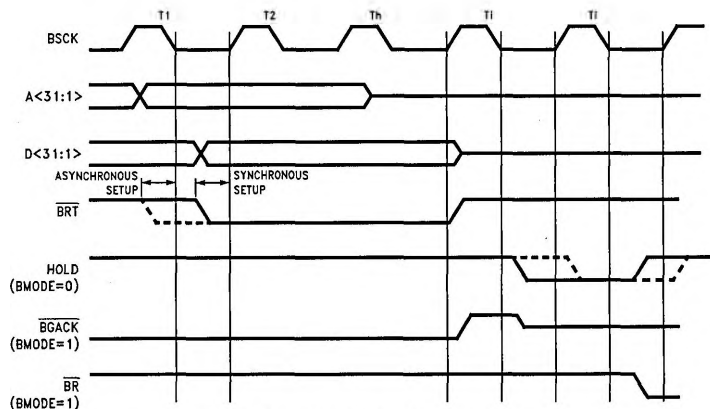 T1 T2 Th Ti Ti
BSCK
A<31:1>
D<31:1>
ASYNCHRONOUS SETUP
SYNCHRONOUS SETUP
BRT
HOLD
(BMODE=0)
BGACK
(BMODE=1)
BR
(BMODE=1)